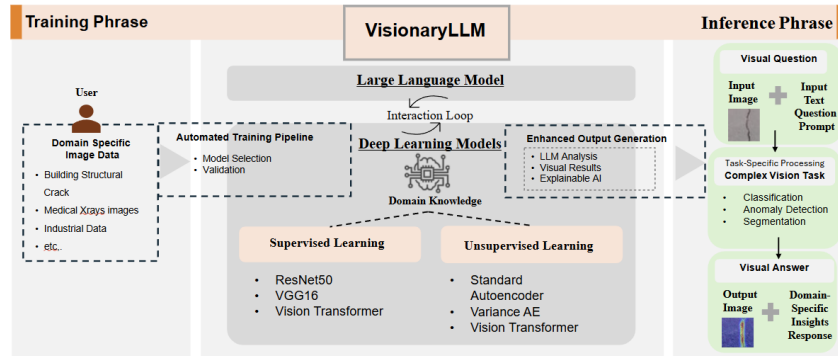 Training Phrase
VisionaryLLM
Inference Phrase
User
Domain Specific
Image Data
• Building Structural
Crack
• Medical Xrays images
• Industrial Data
• etc,.
Automated Training Pipeline
• Model Selection
• Validation
Large Language Model
Interaction Loop
Deep Learning Models
Domain Knowledge
Supervised Learning
• ResNet50
• VGG16
• Vision Transformer
Unsupervised Learning
• Standard
Autoencoder
• Variance AE
• Vision Transformer
Enhanced Output Generation
• LLM Analysis
• Visual Results
• Explainable AI
Visual Question
Input
Image
Input
Text
Question
Prompt
Task-Specific Processing
Complex Vision Task
• Classification
• Anomaly Detection
• Segmentation
Visual Answer
Output
Image
Domain-
Specific
Insights
Response